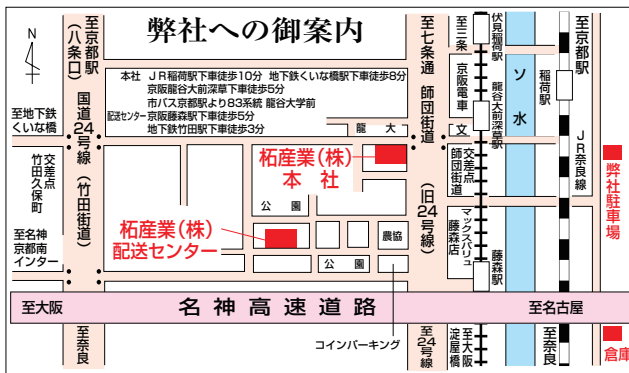 弊社への御案内
N
本社 JR稲荷駅下車徒歩10分 地下鉄くいな橋駅下車徒歩8分
京阪龍谷大前深草下車徒歩5分
市バス京都駅より83系統 龍谷大学前
配送センター 京阪藤森駅下車徒歩5分
地下鉄竹田駅下車徒歩3分
至京都駅
(八条口)
国道24号線(竹田街道)
至地下鉄
くいな橋
交差点
竹田久保町
至名神
京都南
インター
至奈良
龍大
柘産業(株)
本社
公園
柘産業(株)
配送センター
農協
公園
コインパーキング
至七条通
師団街道
(旧24号線)
至24号線
至三条
京阪電車
文
交差点
師団街道
マックスバリュ
藤森店
至大阪
淀屋橋
伏見稲荷駅
龍谷大前深草駅
藤森駅
ソ水
稲荷駅
至京都駅
JR奈良線
至奈良
弊社駐車場
倉庫
至大阪
名神高速道路
至名古屋